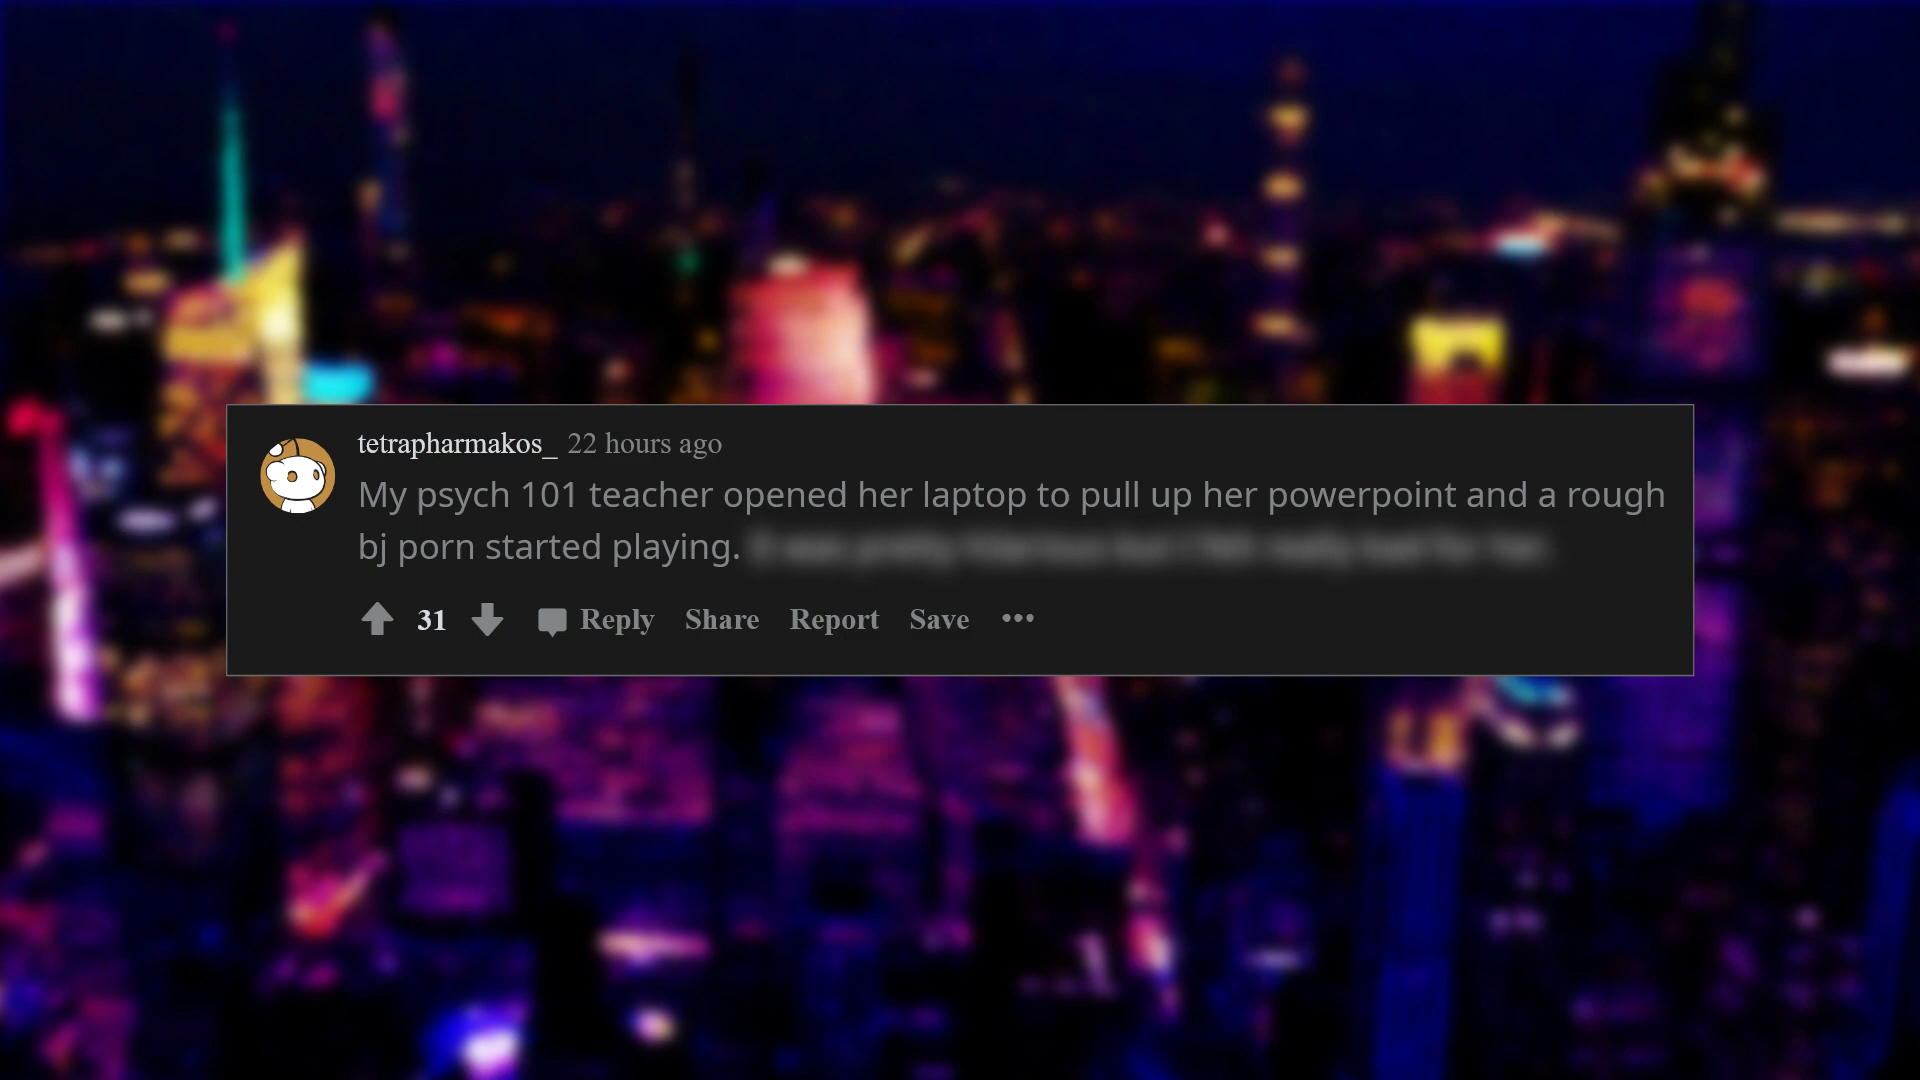 tetrapharmakos_ 22 hours ago
My psych 101 teacher opened her laptop to pull up her powerpoint and a rough
bj porn started playing.
31 Reply Share Report Save